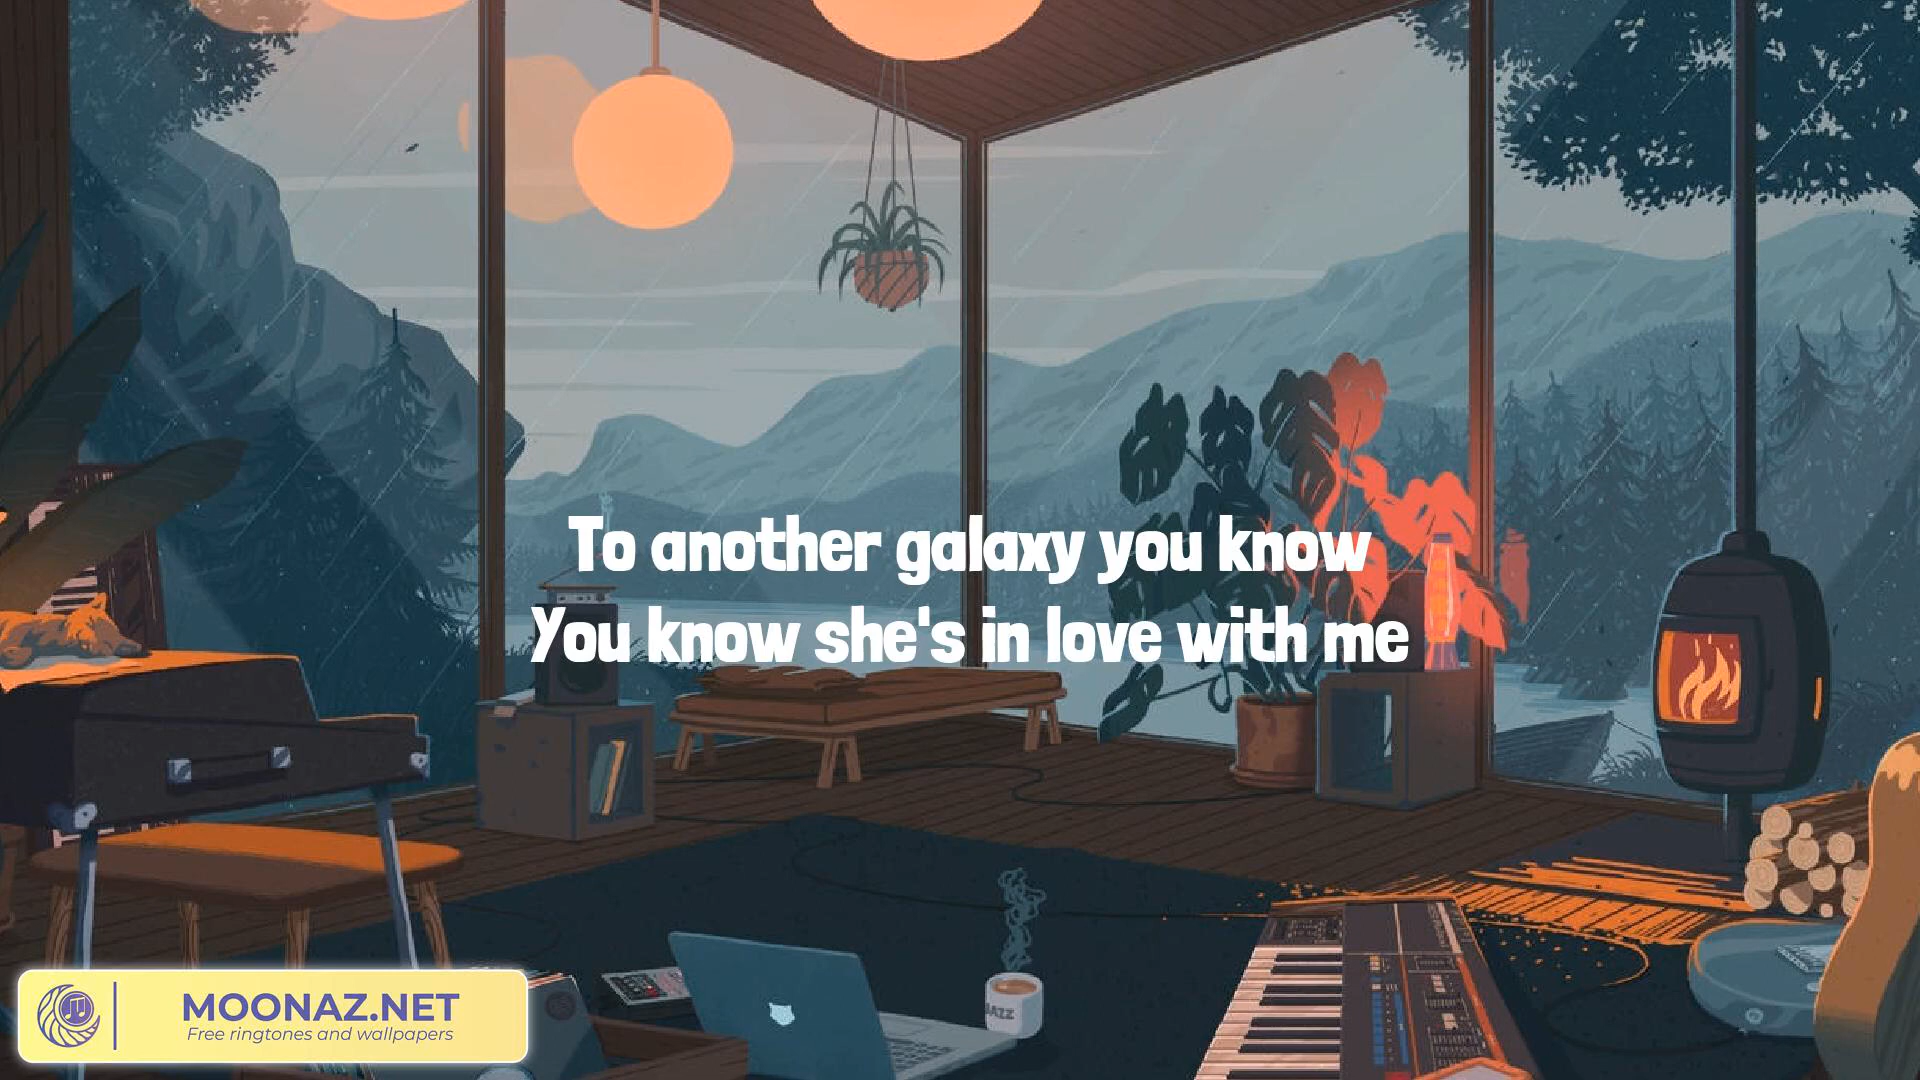 To another galaxy you know
You know she's in love with me
JAZZ
MOONAZ.NET
Free ringtones and wallpapers